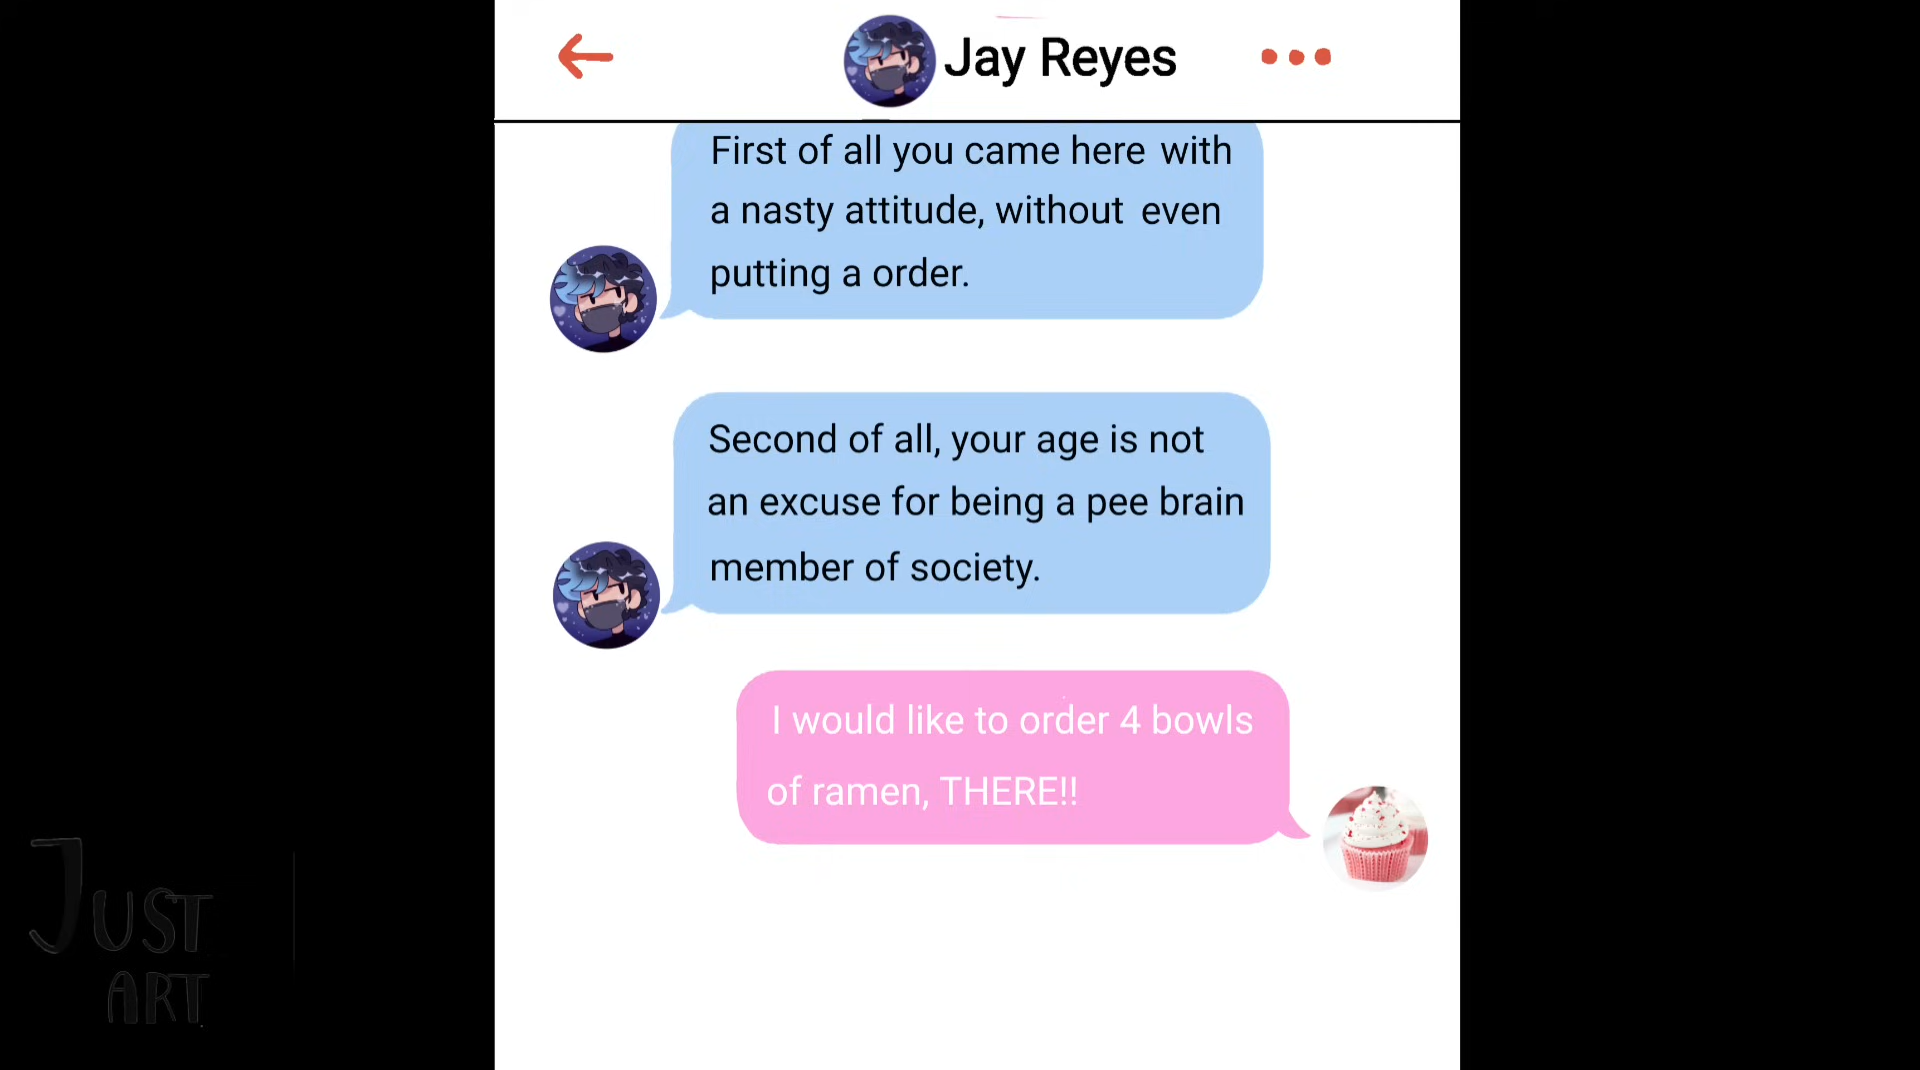 Jay Reyes
First of all you came here with
a nasty attitude, without even
putting a order.
Second of all, your age is not
an excuse for being a pee brain
member of society.
I would like to order 4 bowls
of ramen, THERE!!
JUST
ART